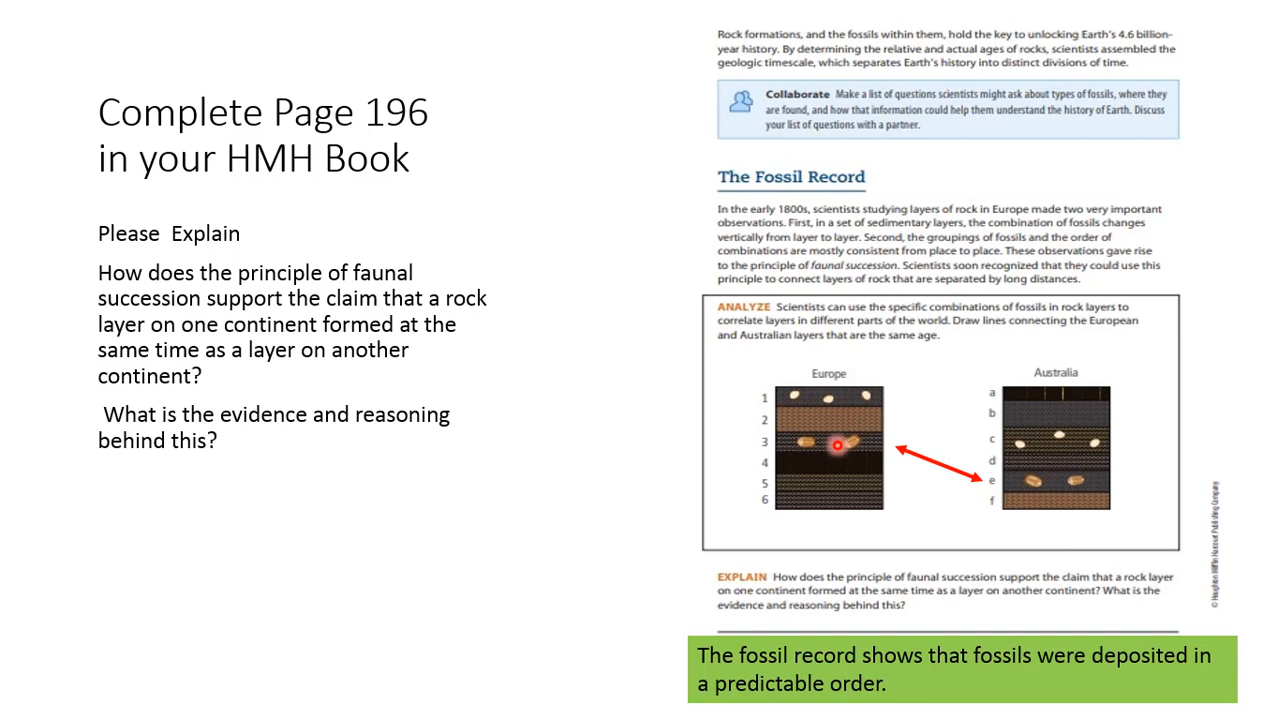 Complete Page 196
in your HMH Book
Please Explain
How does the principle of faunal
succession support the claim that a rock
layer on one continent formed at the
same time as a layer on another
continent?
What is the evidence and reasoning
behind this?
Rock formations, and the fossils within them, hold the key to unlocking Earth's 4.6 billion-
year history. By determining the relative and actual ages of rocks, scientists assembled the
geologic timescale, which separates Earth's history into distinct divisions of time.
Collaborate Make a list of questions scientists might ask about types of fossils, where they
are found, and how that information could help them understand the history of Earth. Discuss
your list of questions with a partner.
The Fossil Record
In the early 1800s, scientists studying layers of rock in Europe made two very important
observations. First, in a set of sedimentary layers, the combination of fossils changes
vertically from layer to layer. Second, the groupings of fossils and the order of
combinations are mostly consistent from place to place. These observations gave rise
to the principle of faunal succession. Scientists soon recognized that they could use this
principle to connect layers of rock that are separated by long distances.
ANALYZE Scientists can use the specific combinations of fossils in rock layers to
correlate layers in different parts of the world. Draw lines connecting the European
and Australian layers that are the same age.
Europe
1
2
3
4
5
6
Australia
a
b
c
d
e
f
© Houghton Mifflin Harcourt Publishing Company
EXPLAIN How does the principle of faunal succession support the claim that a rock layer
on one continent formed at the same time as a layer on another continent? What is the
evidence and reasoning behind this?
The fossil record shows that fossils were deposited in
a predictable order.